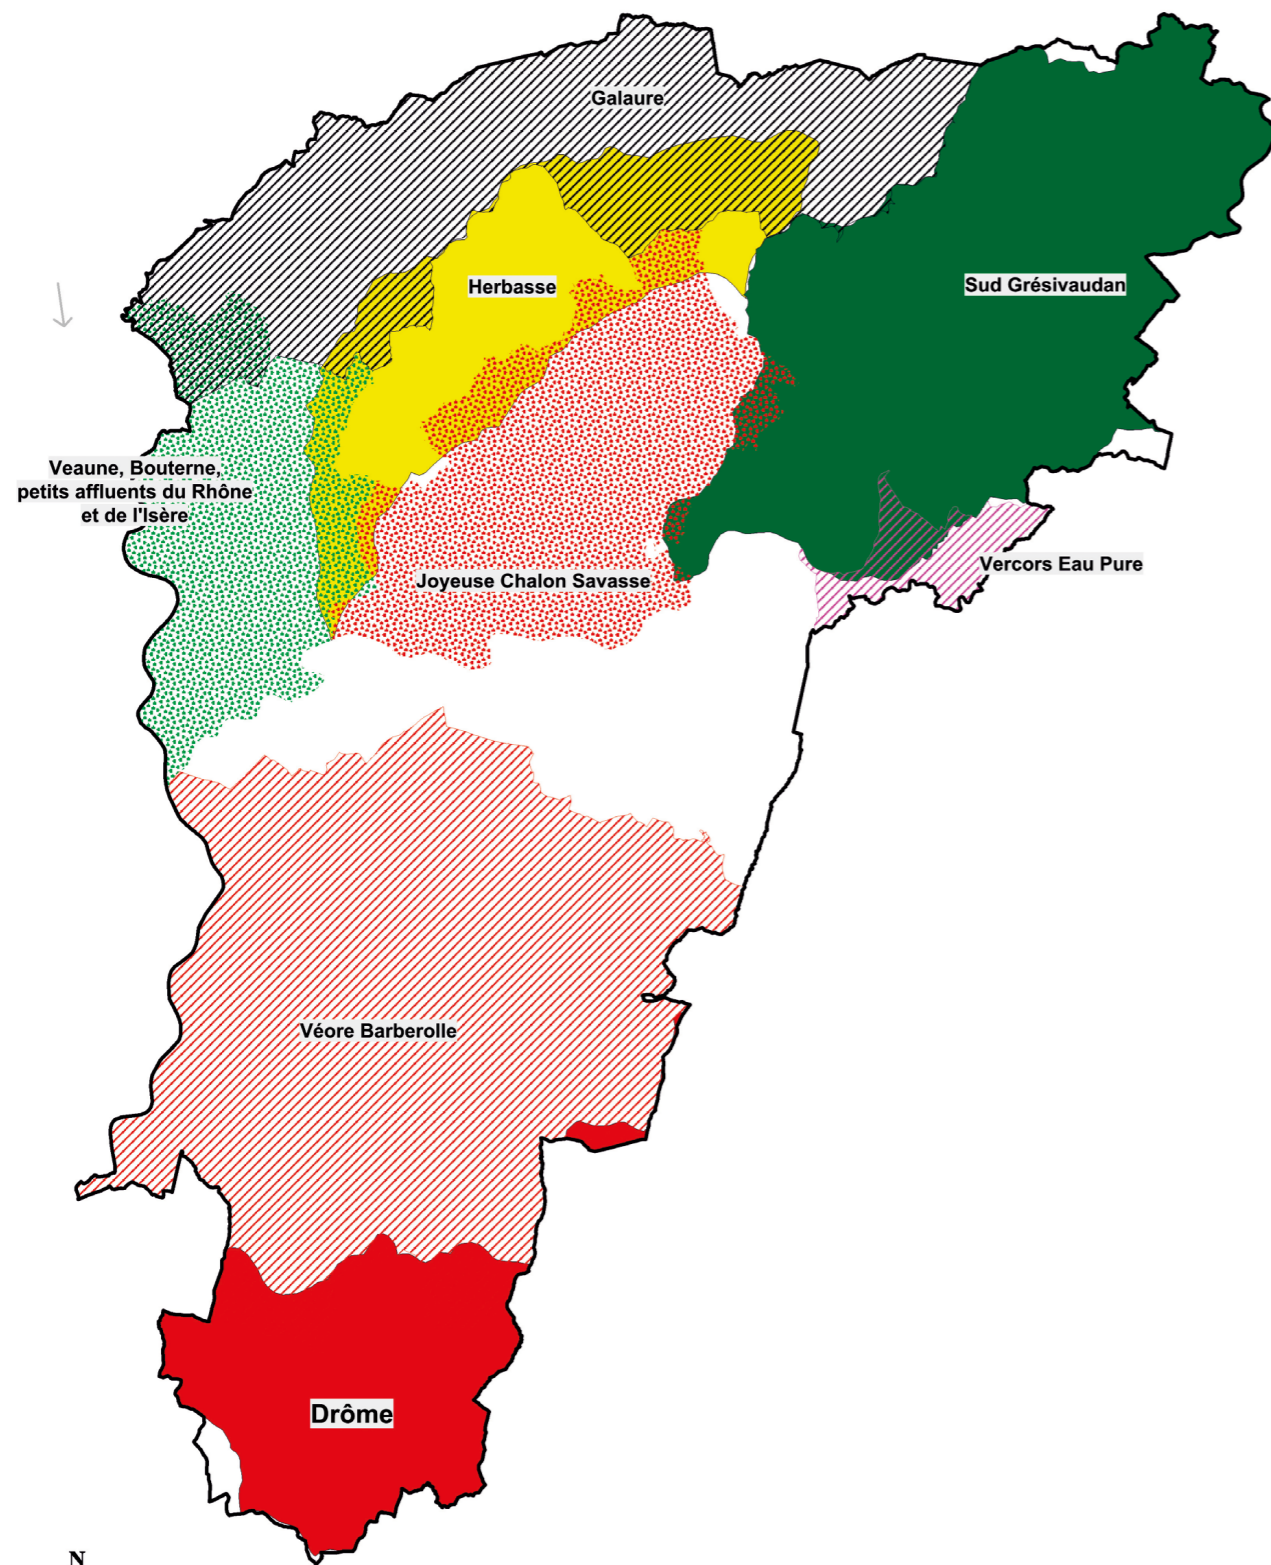 Galaure
Herbasse
Sud Grésivaudan
Veaune, Bouterne,
petits affluents du Rhône
et de l'Isère
Vercors Eau Pure
Joyeuse Chalon Savasse
Véore Barberolle
Drôme
N